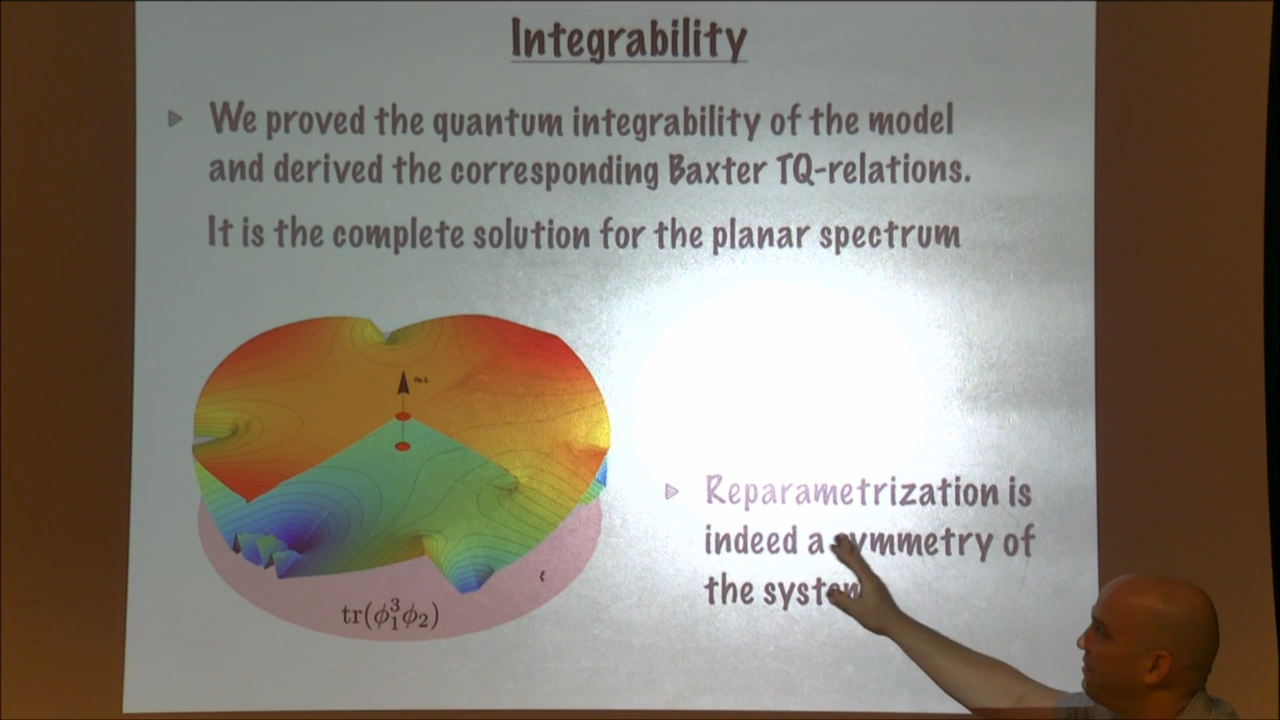 Integrability
We proved the quantum integrability of the model
and derived the corresponding Baxter TQ-relations.
It is the complete solution for the planar spectrum
Reparametrization is
indeed a symmetry of
the system
ξ
tr(ϕ₁³ϕ₂)